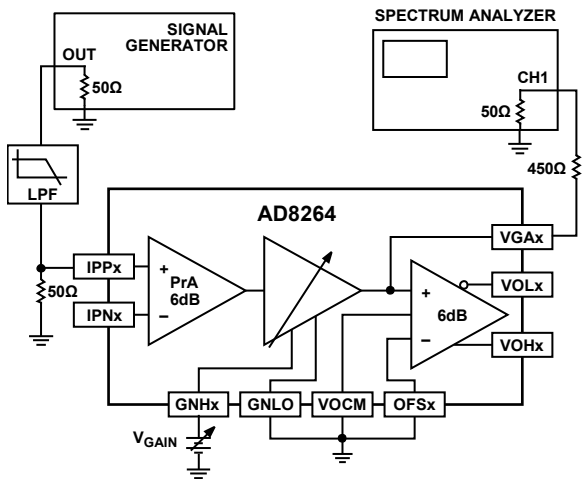 SIGNAL
GENERATOR
OUT
50Ω
SPECTRUM ANALYZER
CH1
50Ω
450Ω
LPF
AD8264
VGAx
IPPx
+
PrA
6dB
–
50Ω
IPNx
+
6dB
–
VOLx
VOHx
GNHx
GNLO
VOCM
OFSx
VGAIN